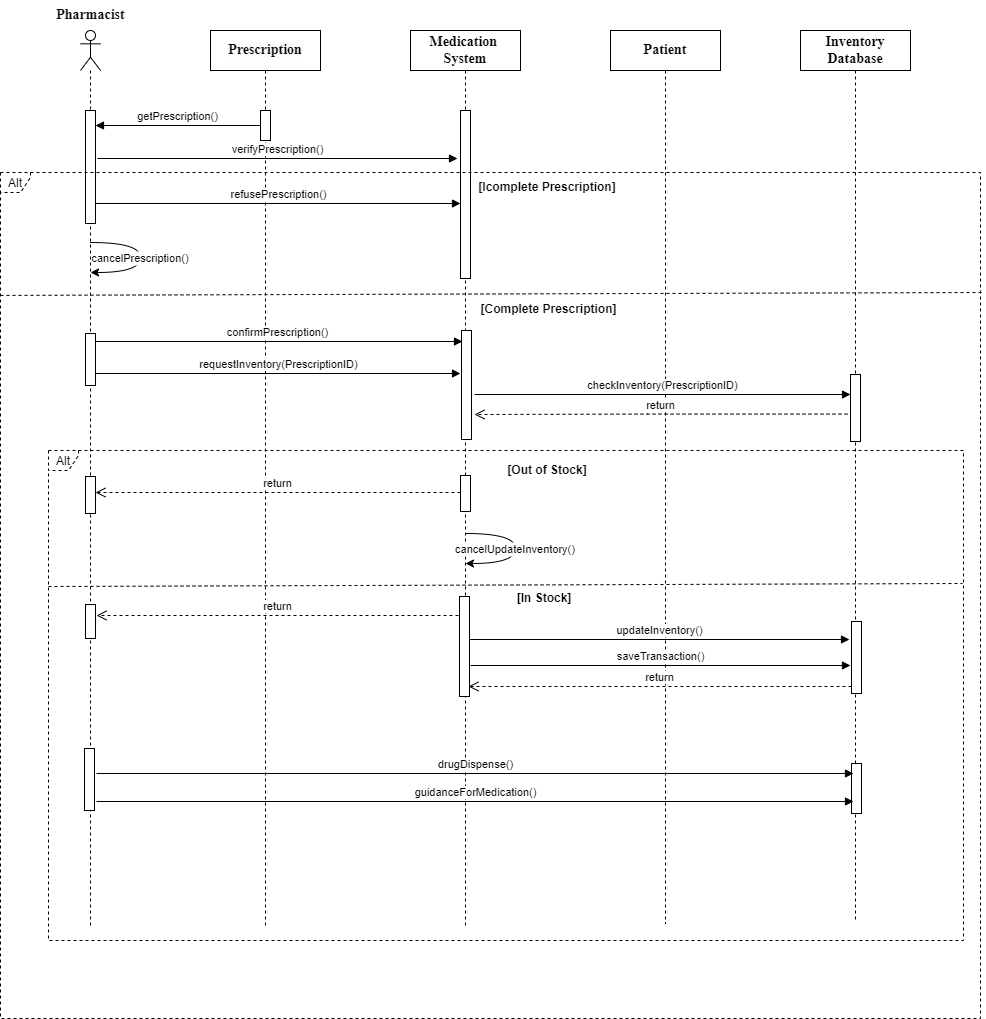 Pharmacist
Prescription
Medication
System
Patient
Inventory
Database
getPrescription()
verifyPrescription()
Alt
[Icomplete Prescription]
refusePrescription()
cancelPrescription()
[Complete Prescription]
confirmPrescription()
requestInventory(PrescriptionID)
checkInventory(PrescriptionID)
return
Alt
[Out of Stock]
return
cancelUpdateInventory()
[In Stock]
return
updateInventory()
saveTransaction()
return
drugDispense()
guidanceForMedication()